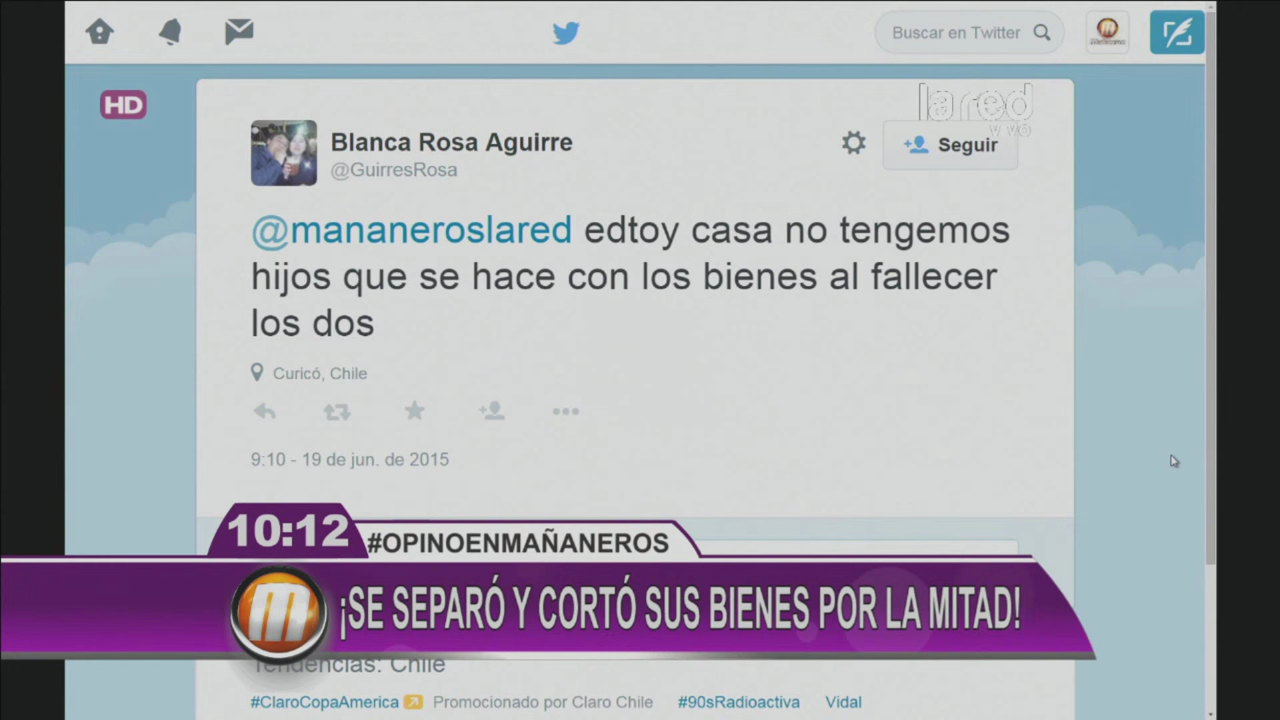 Buscar en Twitter
HD
lared
vivo
Blanca Rosa Aguirre
@GuirresRosa
Seguir
@mananeroslared edtoy casa no tengemos
hijos que se hace con los bienes al fallecer
los dos
Curicó, Chile
9:10 - 19 de jun. de 2015
10:12
#OPINOENMAÑANEROS
m
¡SE SEPARÓ Y CORTÓ SUS BIENES POR LA MITAD!
Tendencias: Chile
#ClaroCopaAmerica Promocionado por Claro Chile #90sRadioactiva Vidal